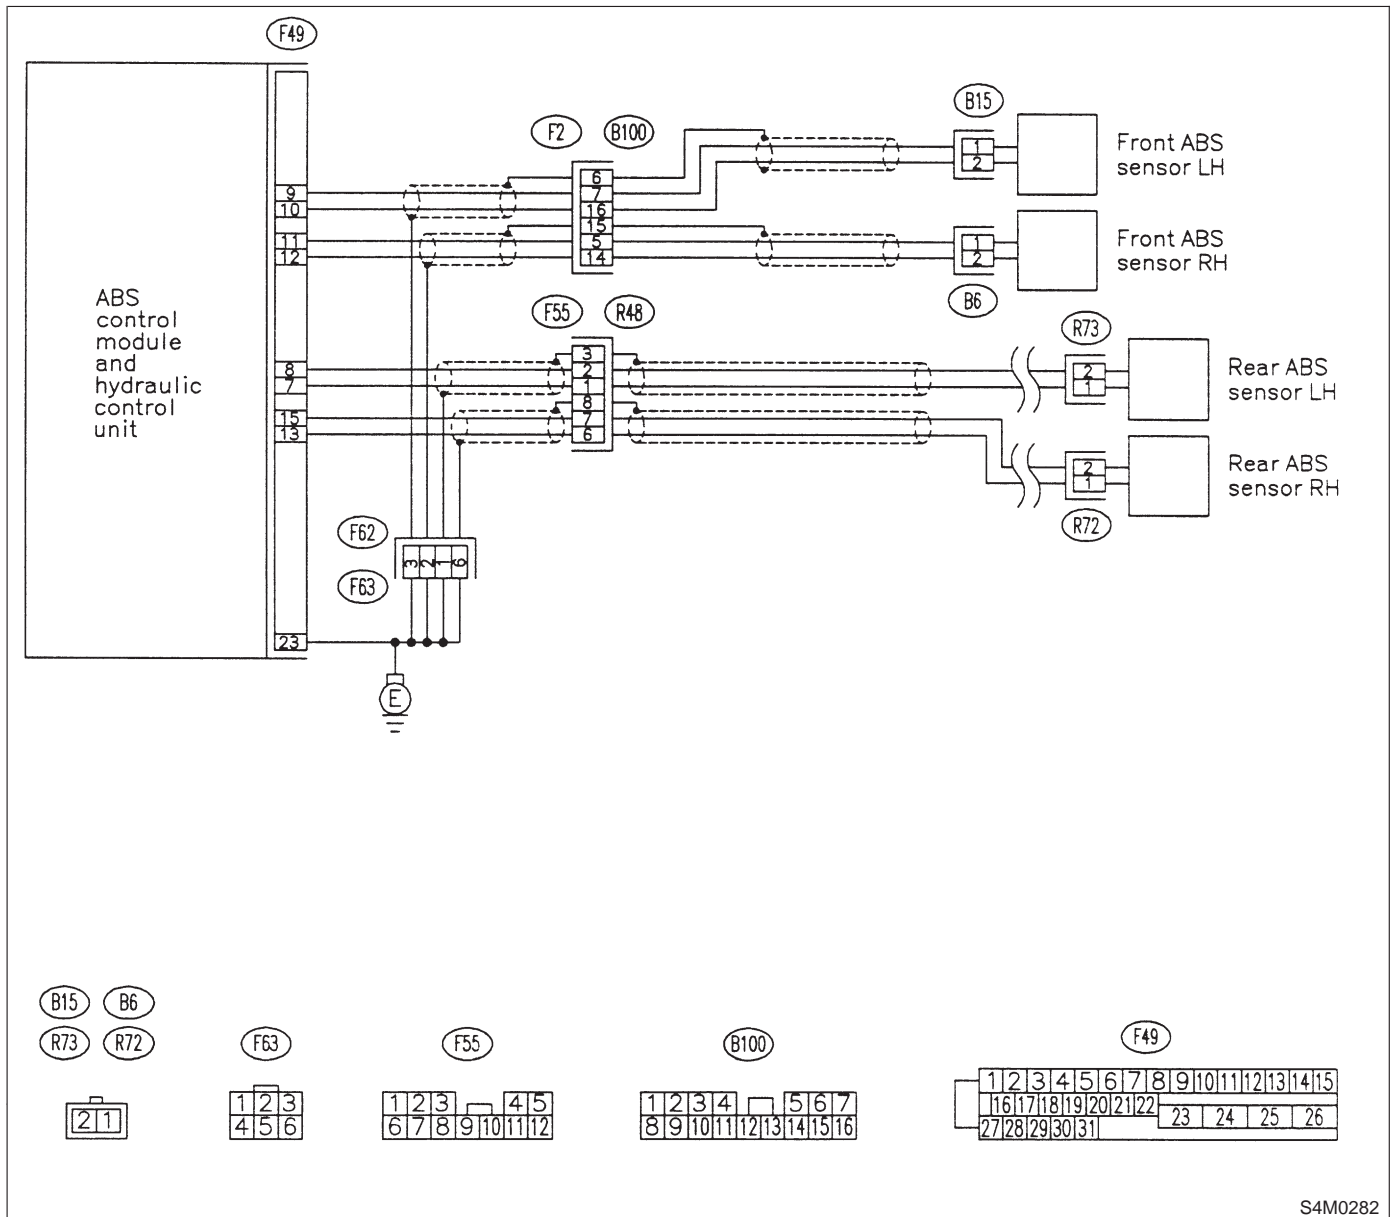 F49
B15
F2 B100
1
2
Front ABS
sensor LH
6
7
16
15
5
14
9
10
11
12
1
2
Front ABS
sensor RH
B6
ABS
control
module
and
hydraulic
control
unit
F55 R48
R73
3
2
1
8
7
6
8
7
15
13
2
1
Rear ABS
sensor LH
2
1
Rear ABS
sensor RH
R72
F62
3 2 1 6
F63
23
E
B15 B6
R73 R72
F63
F55
B100
F49
2 1
1 2 3
4 5 6
1 2 3 4 5
6 7 8 9 10 11 12
1 2 3 4 5 6 7
8 9 10 11 12 13 14 15 16
1 2 3 4 5 6 7 8 9 10 11 12 13 14 15
16 17 18 19 20 21 22
23 24 25 26
27 28 29 30 31
S4M0282